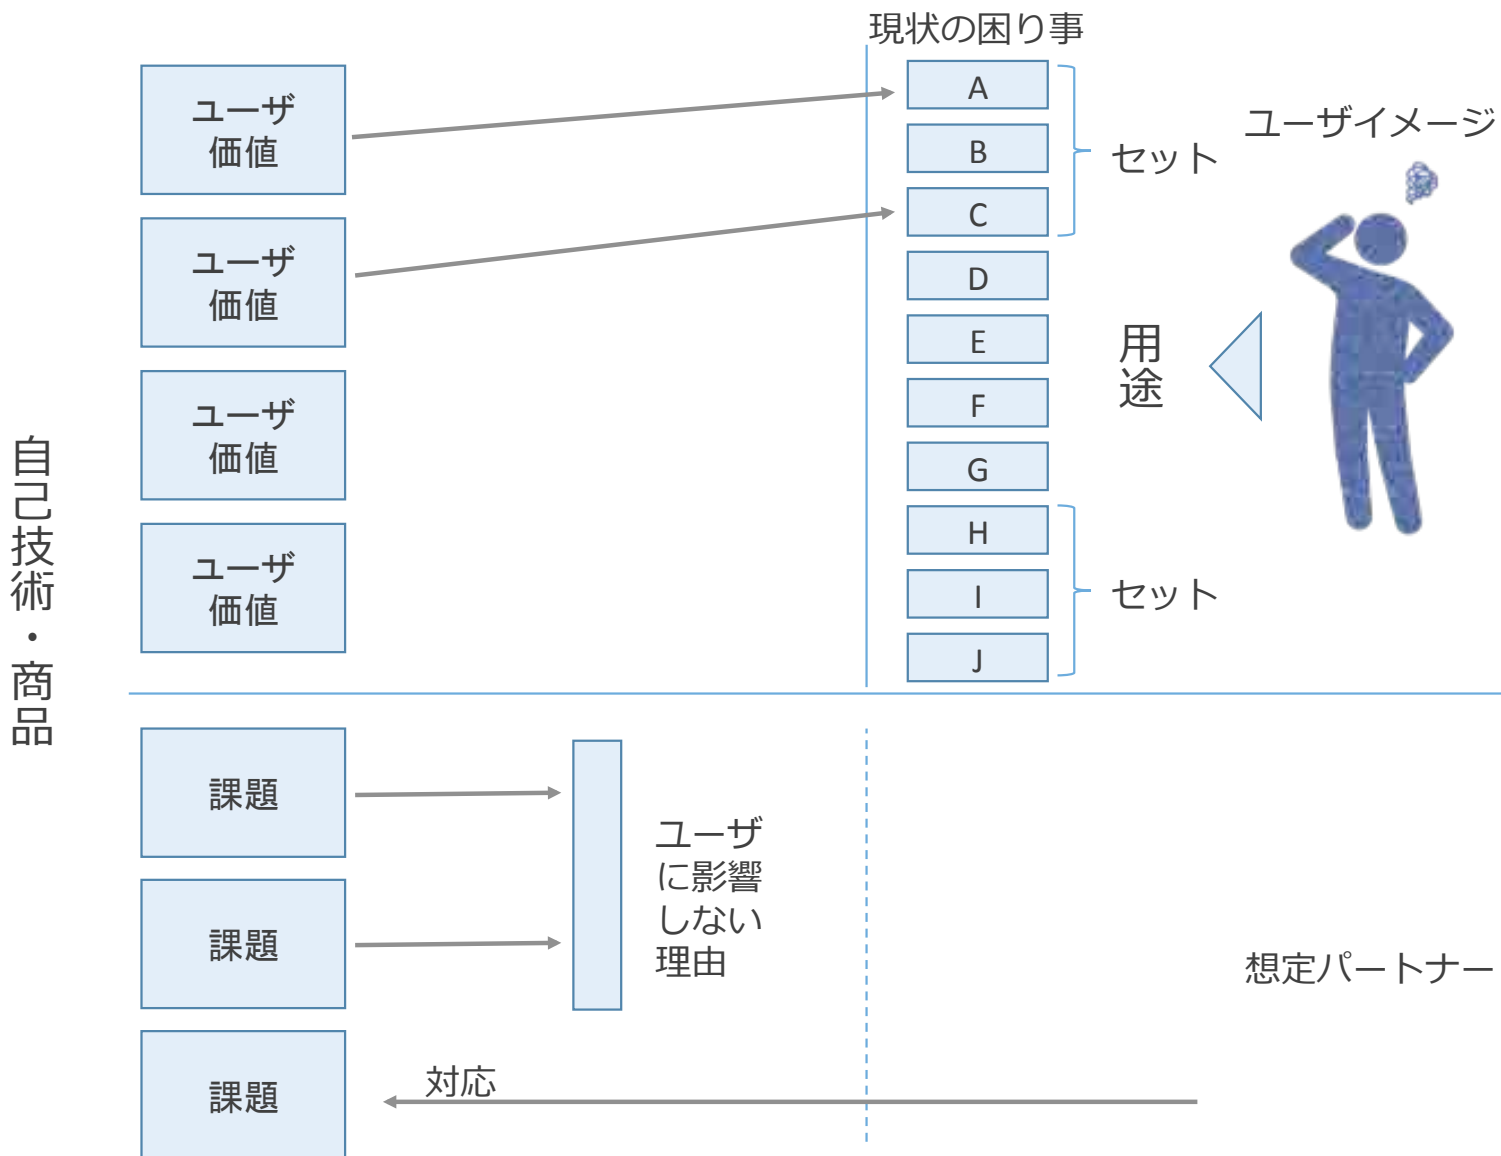 現状の困り事
ユーザ
価値
ユーザ
価値
ユーザ
価値
ユーザ
価値
A
B
C
D
E
F
G
H
I
J
セット
セット
用途
ユーザイメージ
自己技術・商品
課題
課題
課題
ユーザ
に影響
しない
理由
対応
想定パートナー